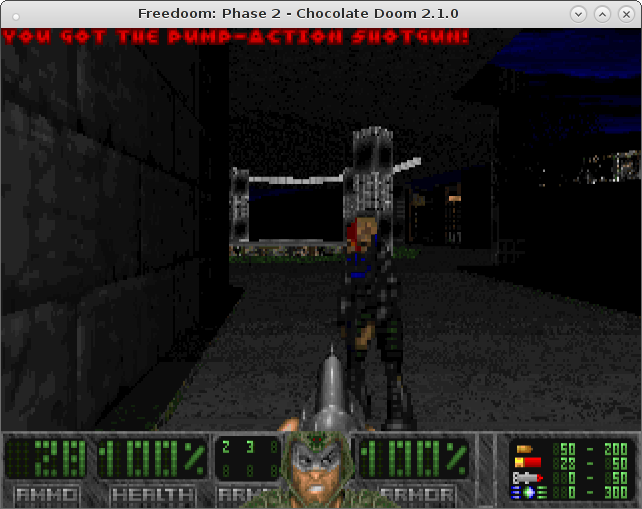 Freedoom: Phase 2 - Chocolate Doom 2.1.0
YOU GOT THE PUMP-ACTION SHOTGUN!
28 100% 2 3 100%
50 - 200
28 - 50
0 - 50
0 - 300
AMMO HEALTH ARMS ARMOR